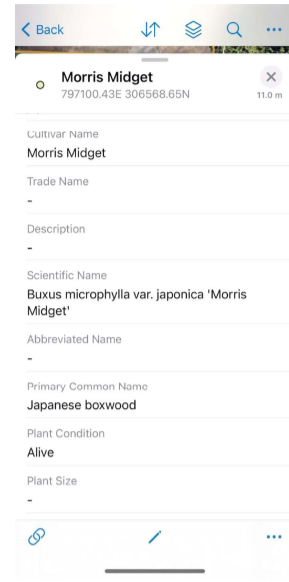 Back
Morris Midget
797100.43E 306568.65N
11.0 m
Cultivar Name
Morris Midget
Trade Name
-
Description
-
Scientific Name
Buxus microphylla var. japonica 'Morris
Midget'
Abbreviated Name
-
Primary Common Name
Japanese boxwood
Plant Condition
Alive
Plant Size
-